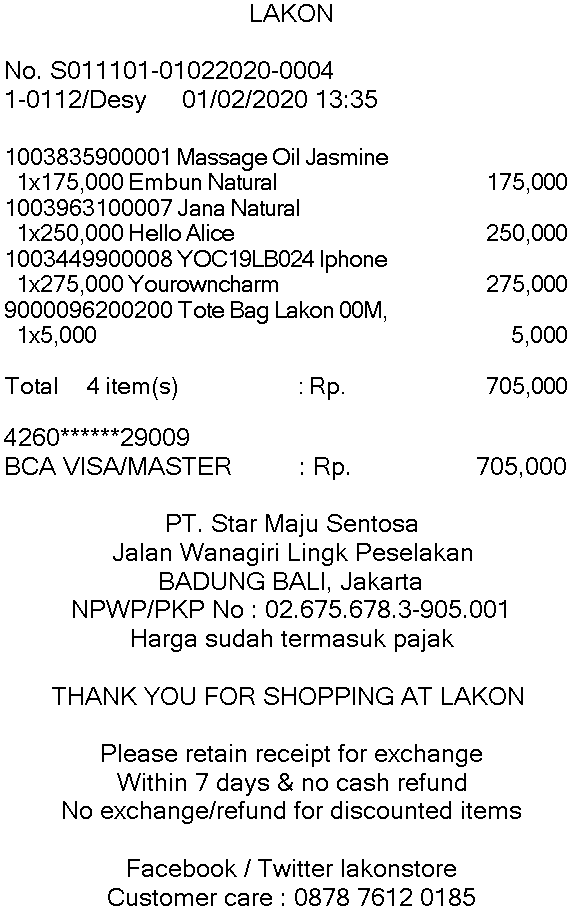 LAKON
No. S011101-01022020-0004
1-0112/Desy 01/02/2020 13:35
1003835900001 Massage Oil Jasmine
1x175,000 Embun Natural 175,000
1003963100007 Jana Natural
1x250,000 Hello Alice 250,000
1003449900008 YOC19LB024 Iphone
1x275,000 Yourowncharm 275,000
9000096200200 Tote Bag Lakon 00M,
1x5,000 5,000
Total 4 item(s) : Rp. 705,000
4260******29009
BCA VISA/MASTER : Rp. 705,000
PT. Star Maju Sentosa
Jalan Wanagiri Lingk Peselakan
BADUNG BALI, Jakarta
NPWP/PKP No : 02.675.678.3-905.001
Harga sudah termasuk pajak
THANK YOU FOR SHOPPING AT LAKON
Please retain receipt for exchange
Within 7 days & no cash refund
No exchange/refund for discounted items
Facebook / Twitter lakonstore
Customer care : 0878 7612 0185